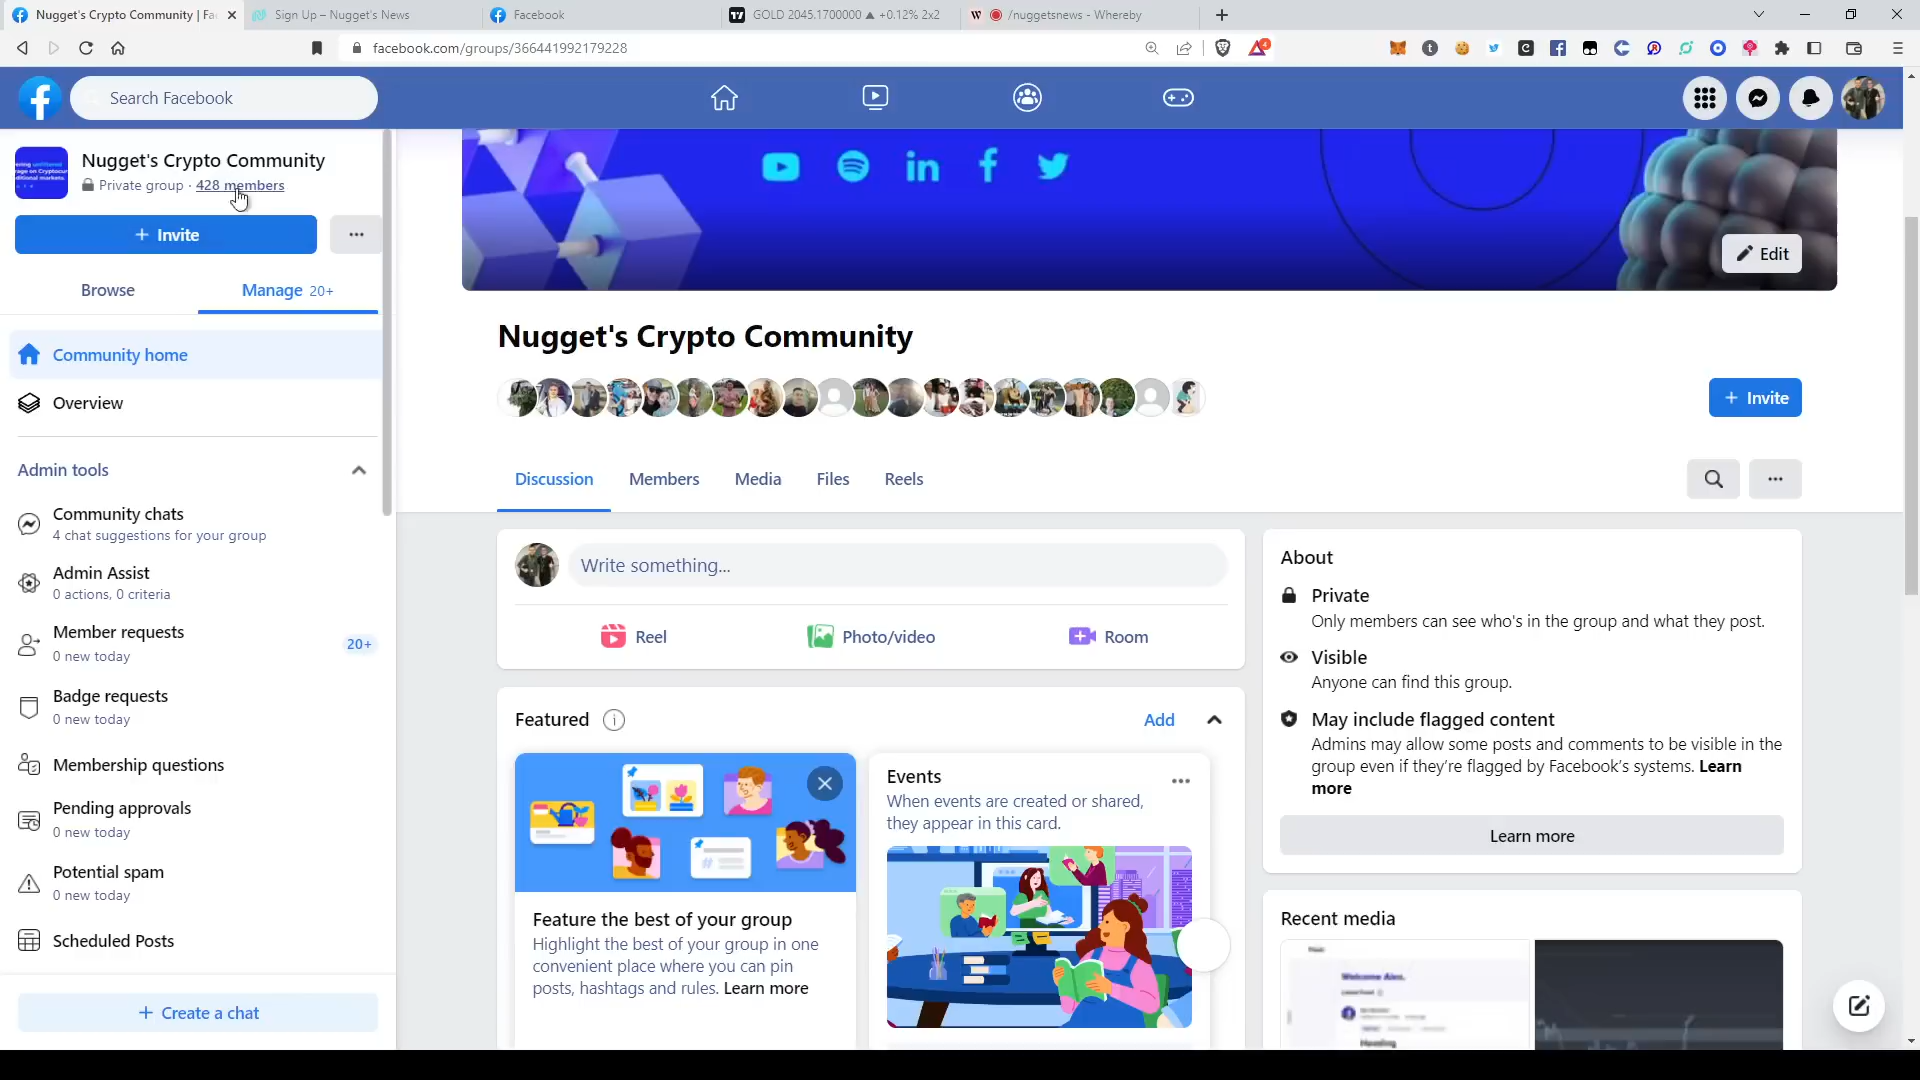 Nugget's Crypto Community | Fa
Sign Up – Nugget's News
Facebook
GOLD 2045.1700000 ▲ +0.12% 2x2
/nuggetsnews - Whereby
facebook.com/groups/366441992179228
4
Search Facebook
Nugget's Crypto Community
Private group · 428 members
+ Invite
Browse
Manage 20+
Community home
Overview
Admin tools
Community chats
4 chat suggestions for your group
Admin Assist
0 actions, 0 criteria
Member requests
0 new today
20+
Badge requests
0 new today
Membership questions
Pending approvals
0 new today
Potential spam
0 new today
Scheduled Posts
+ Create a chat
Edit
Nugget's Crypto Community
+ Invite
Discussion
Members
Media
Files
Reels
Write something...
Reel
Photo/video
Room
Featured
Add
Feature the best of your group
Highlight the best of your group in one
convenient place where you can pin
posts, hashtags and rules. Learn more
Events
When events are created or shared,
they appear in this card.
About
Private
Only members can see who's in the group and what they post.
Visible
Anyone can find this group.
May include flagged content
Admins may allow some posts and comments to be visible in the
group even if they're flagged by Facebook's systems. Learn
more
Learn more
Recent media
Welcome Alex,
Heading